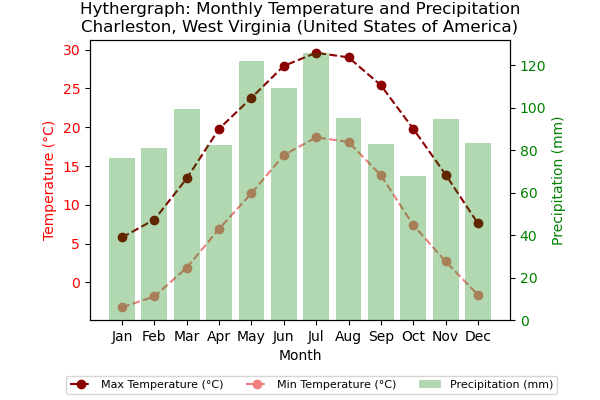 Hythergraph: Monthly Temperature and Precipitation
Charleston, West Virginia (United States of America)
30
25
20
15
10
5
0
Temperature (°C)
120
100
80
60
40
20
0
Precipitation (mm)
Jan Feb Mar Apr May Jun Jul Aug Sep Oct Nov Dec
Month
Max Temperature (°C) Min Temperature (°C) Precipitation (mm)